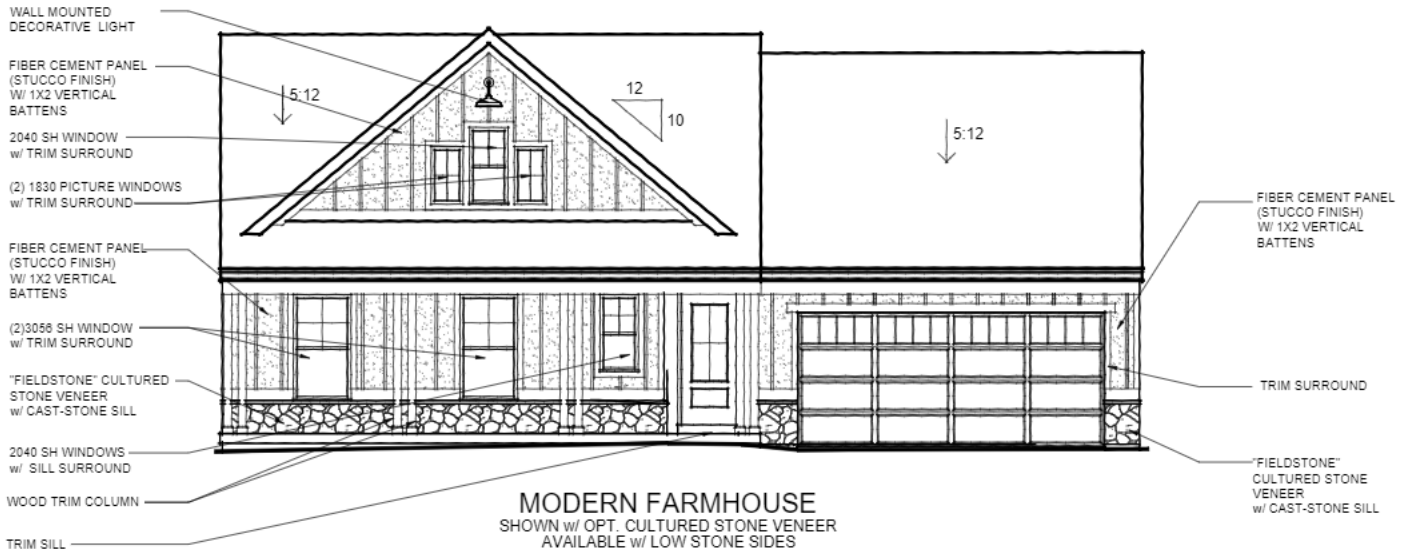 WALL MOUNTED
DECORATIVE LIGHT
FIBER CEMENT PANEL
(STUCCO FINISH)
W/ 1X2 VERTICAL
BATTENS
2040 SH WINDOW
w/ TRIM SURROUND
(2) 1830 PICTURE WINDOWS
w/ TRIM SURROUND
FIBER CEMENT PANEL
(STUCCO FINISH)
W/ 1X2 VERTICAL
BATTENS
(2)3056 SH WINDOW
w/ TRIM SURROUND
"FIELDSTONE" CULTURED
STONE VENEER
w/ CAST-STONE SILL
2040 SH WINDOWS
w/ SILL SURROUND
WOOD TRIM COLUMN
TRIM SILL
5:12
12
10
5:12
FIBER CEMENT PANEL
(STUCCO FINISH)
W/ 1X2 VERTICAL
BATTENS
TRIM SURROUND
"FIELDSTONE"
CULTURED STONE
VENEER
w/ CAST-STONE SILL
MODERN FARMHOUSE
SHOWN w/ OPT. CULTURED STONE VENEER
AVAILABLE w/ LOW STONE SIDES